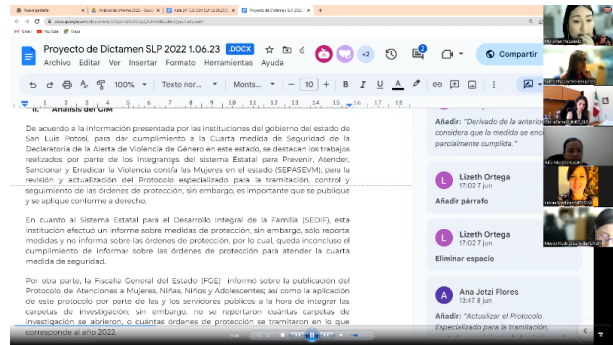 Nueva pestaña
Proyecto de Dictamen SLP 2022 1.06.23 .DOCX
+2
Compartir
Archivo Editar Ver Insertar Formato Herramientas Ayuda
100% Texto nor... Monts... 10 B I U A
II. Análisis del GIM
De acuerdo a la información presentada por las instituciones del gobierno del estado de
San Luis Potosí, para dar cumplimiento a la Cuarta medida de Seguridad de la
Declaratoria de la Alerta de Violencia de Género en este estado, se destacan los trabajos
realizados por parte de los integrantes del sistema Estatal para Prevenir, Atender,
Sancionar y Erradicar la Violencia contra las Mujeres en el estado (SEPASEVM), para la
revisión y actualización del Protocolo especializado para la tramitación, control y
seguimiento de las órdenes de protección, sin embargo, es importante que se publique
y se aplique conforme a derecho.
En cuanto al Sistema Estatal para el Desarrollo Integral de la Familia (SEDIF), esta
institución efectuó un informe sobre medidas de protección, sin embargo, sólo reporta
medidas y no informa sobre las órdenes de protección, por lo cual, queda inconcluso el
cumplimiento de informar sobre las órdenes de protección para atender la cuarta
medida de seguridad.
Por otra parte, la Fiscalía General del Estado (FGE) informó sobre la publicación del
Protocolo de Atenciones a Mujeres, Niñas, Niños y Adolescentes; así como la aplicación
de este protocolo por parte de las y los servidores públicos a la hora de integrar las
carpetas de investigación; sin embargo, no se reportaron cuántas carpetas de
investigación se abrieron, o cuántas órdenes de protección se tramitaron en lo que
corresponde al año 2022.
Añadir: "Derivado de la anterio
considera que la medida se enc
parcialmente cumplida."
L Lizeth Ortega
17:02 7 jun
Añadir párrafo
L Lizeth Ortega
17:02 7 jun
Eliminar espacio
A Ana Jetzi Flores
13:47 8 jun
Añadir: "Actualizar el Protocolo
Especializado para la tramitación,